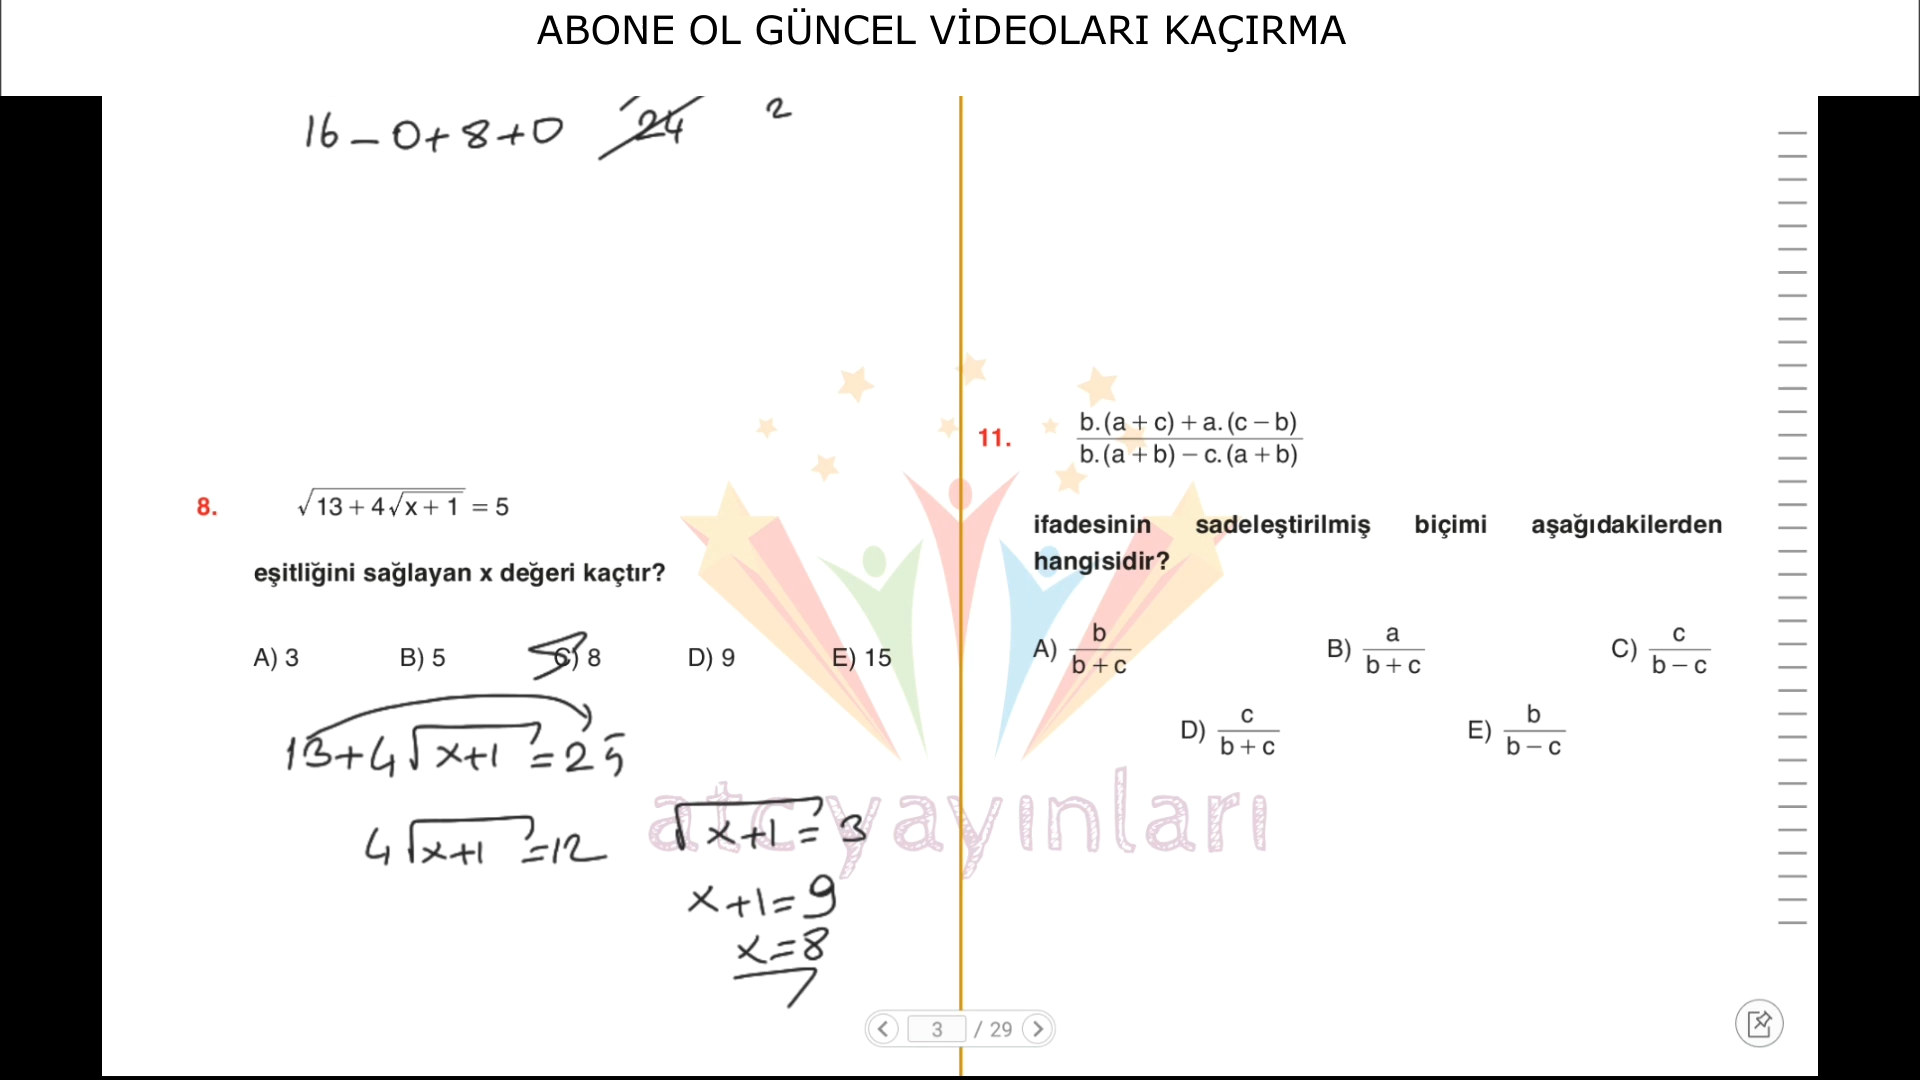 ABONE OL GÜNCEL VİDEOLARI KAÇIRMA
16 – 0 + 8 + 0 24 2
8. √(13 + 4√(x + 1)) = 5
eşitliğini sağlayan x değeri kaçtır?
A) 3 B) 5 C) 8 D) 9 E) 15
13 + 4√(x+1) = 25
4√(x+1) = 12
√(x+1) = 3
x+1 = 9
x = 8
11. b.(a + c) + a.(c – b)
b.(a + b) – c.(a + b)
ifadesinin sadeleştirilmiş biçimi aşağıdakilerden
hangisidir?
A) b/(b + c) B) a/(b + c) C) c/(b – c)
D) c/(b + c) E) b/(b – c)
atc yayınları
3 / 29